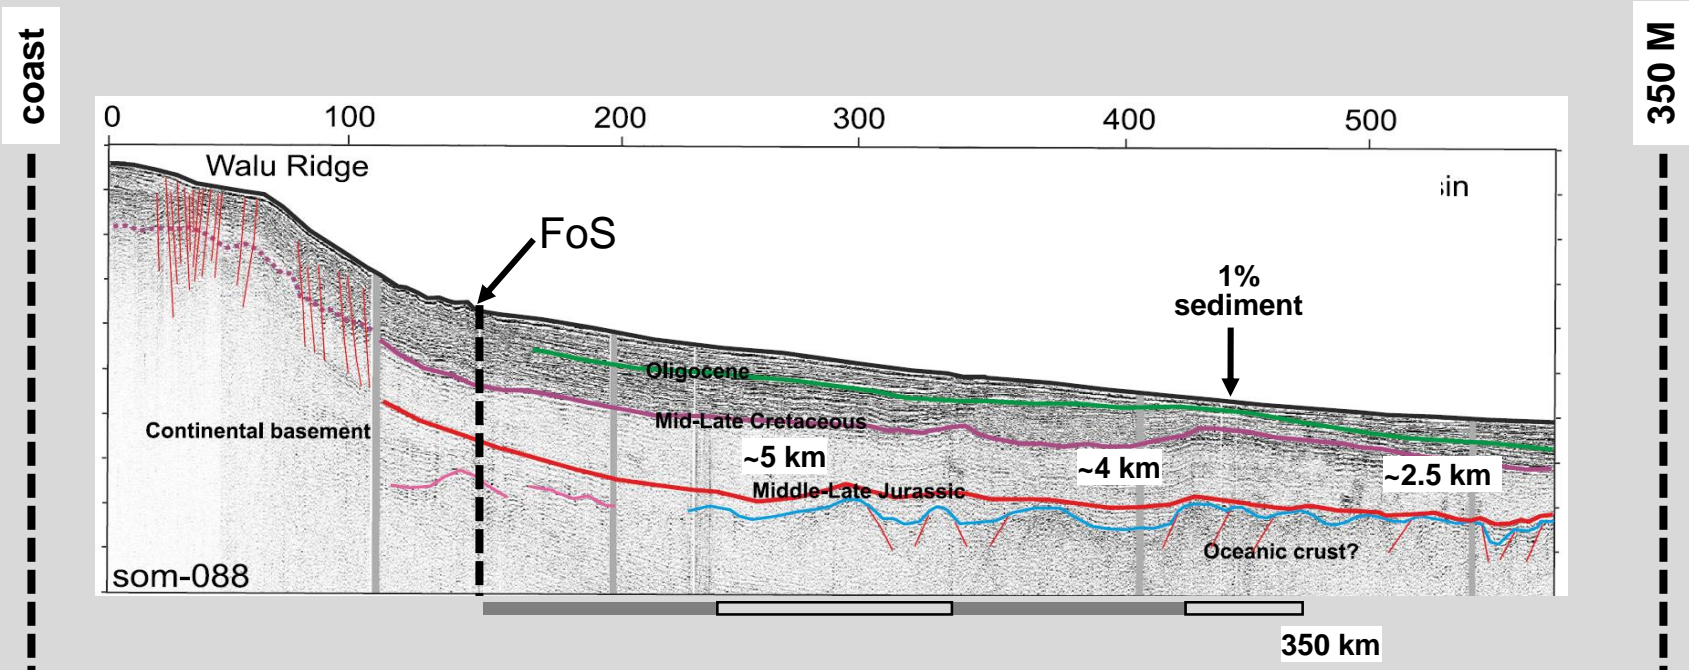 coast
350 M
0 100 200 300 400 500
Walu Ridge
in
FoS
1%
sediment
Oligocene
Mid-Late Cretaceous
Continental basement
~5 km
~4 km
~2.5 km
Middle-Late Jurassic
Oceanic crust?
som-088
350 km